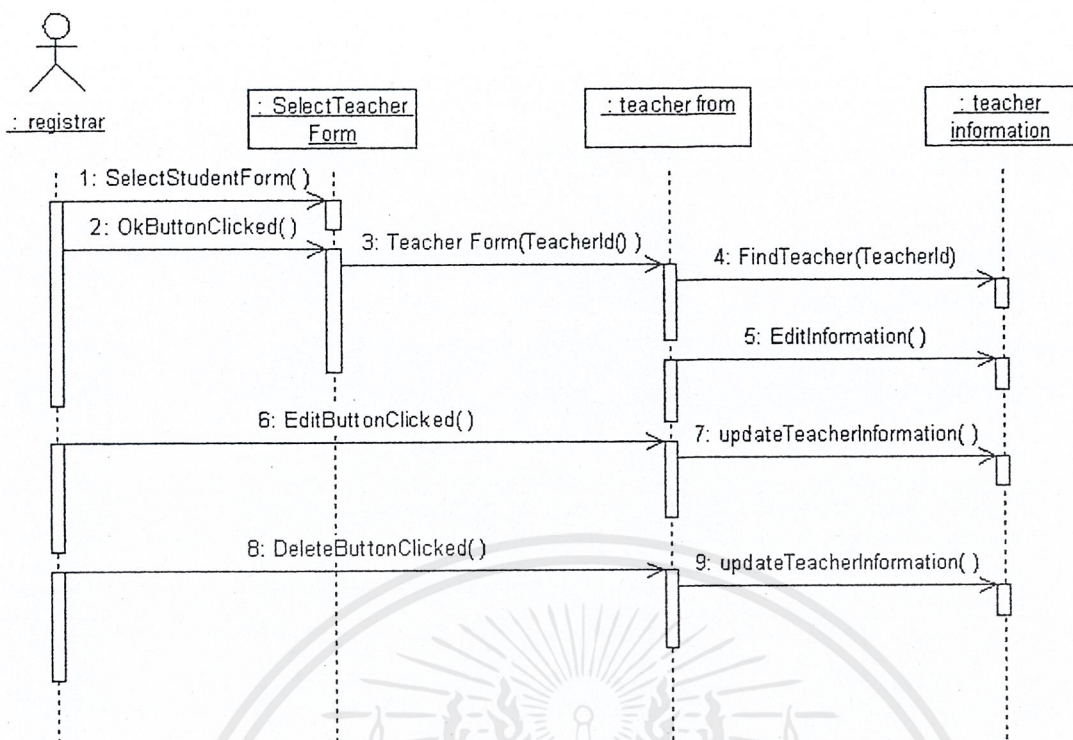 : registrar
: SelectTeacher
Form
: teacher from
: teacher
information
1: SelectStudentForm( )
2: OkButtonClicked( )
3: Teacher Form(TeacherId() )
4: FindTeacher(TeacherId)
5: EditInformation( )
6: EditButtonClicked( )
7: updateTeacherInformation( )
8: DeleteButtonClicked( )
9: updateTeacherInformation( )